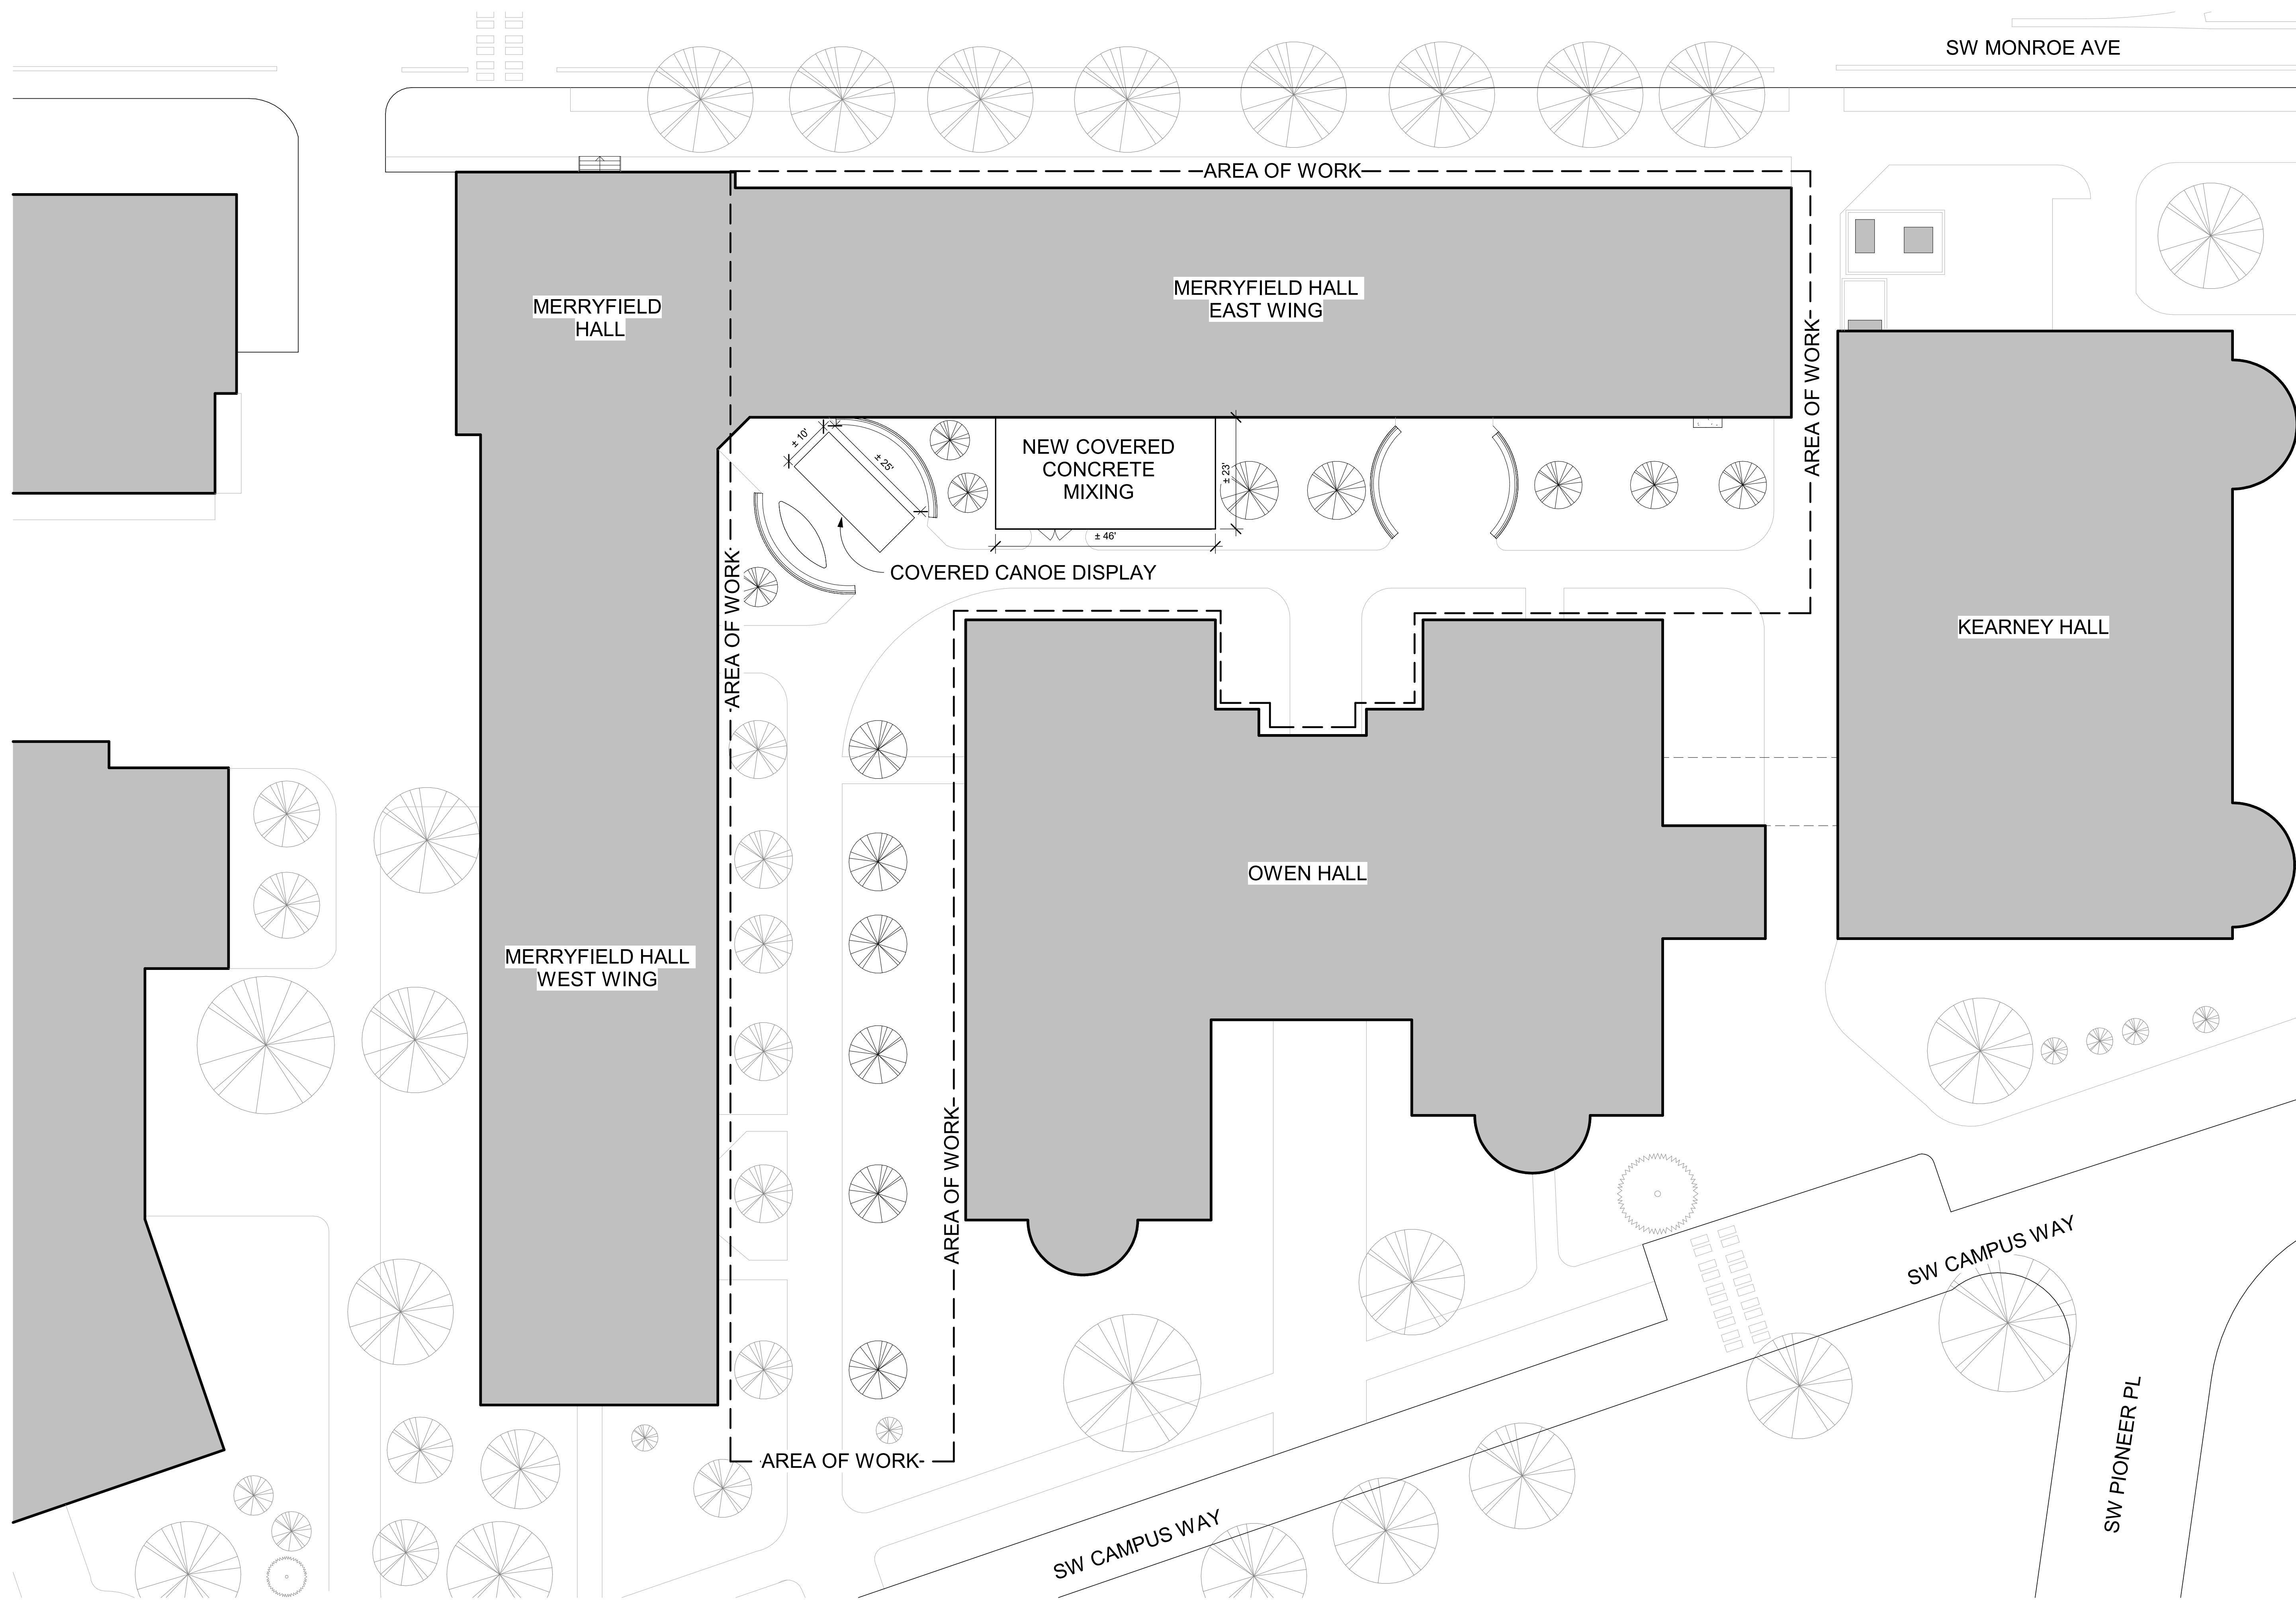 SW MONROE AVE
AREA OF WORK
MERRYFIELD HALL
EAST WING
MERRYFIELD
HALL
AREA OF WORK
± 10'
± 25'
NEW COVERED
CONCRETE
MIXING
± 23'
± 46'
COVERED CANOE DISPLAY
AREA OF WORK
KEARNEY HALL
OWEN HALL
MERRYFIELD HALL
WEST WING
AREA OF WORK
SW CAMPUS WAY
SW PIONEER PL
AREA OF WORK
SW CAMPUS WAY